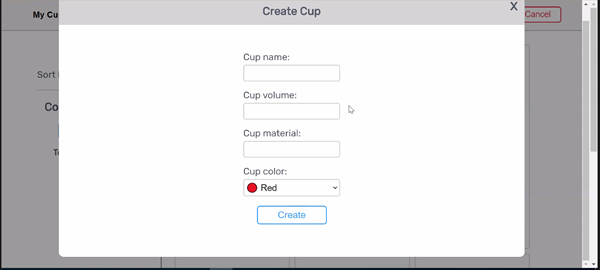 Create Cup
X
My Cu
Cancel
Sort
Co
Cup name:
Cup volume:
Cup material:
Cup color:
Red
Create